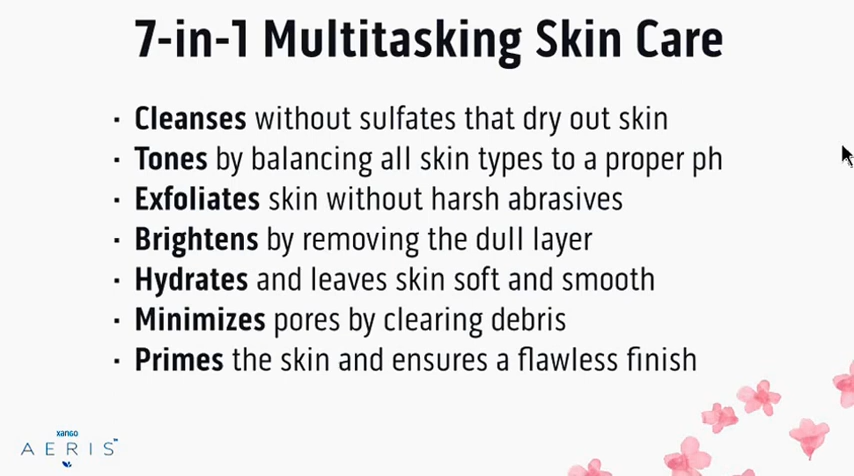 7-in-1 Multitasking Skin Care
· Cleanses without sulfates that dry out skin
· Tones by balancing all skin types to a proper ph
· Exfoliates skin without harsh abrasives
· Brightens by removing the dull layer
· Hydrates and leaves skin soft and smooth
· Minimizes pores by clearing debris
· Primes the skin and ensures a flawless finish
xango
AERIS™